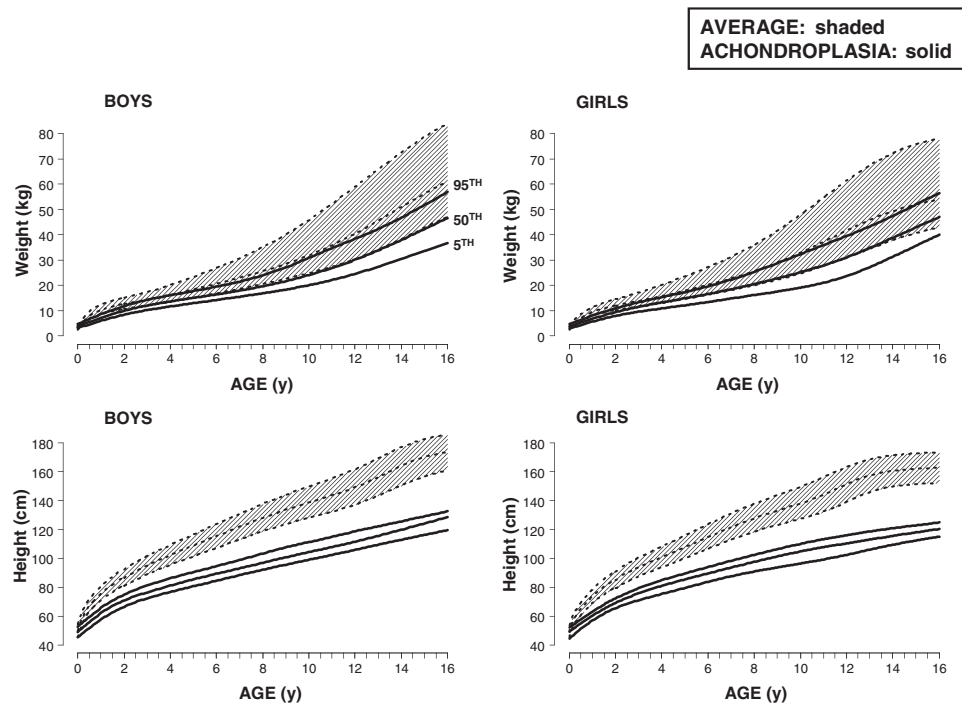 AVERAGE: shaded
ACHONDROPLASIA: solid
BOYS
Weight (kg)
80
70
60
50
40
30
20
10
0
95TH
50TH
5TH
0 2 4 6 8 10 12 14 16
AGE (y)
GIRLS
Weight (kg)
80
70
60
50
40
30
20
10
0
0 2 4 6 8 10 12 14 16
AGE (y)
BOYS
Height (cm)
180
160
140
120
100
80
60
40
0 2 4 6 8 10 12 14 16
AGE (y)
GIRLS
Height (cm)
180
160
140
120
100
80
60
40
0 2 4 6 8 10 12 14 16
AGE (y)